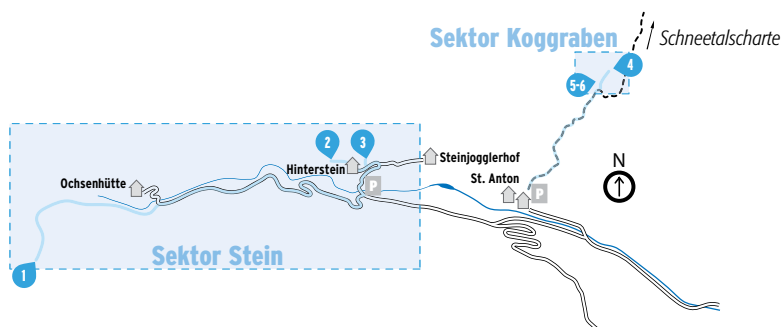 Sektor Koggraben
Schneetalscharte
4
5-6
2
3
Steinjogglerhof
Hinterstein
St. Anton
N
Ochsenhütte
P
P
Sektor Stein
1